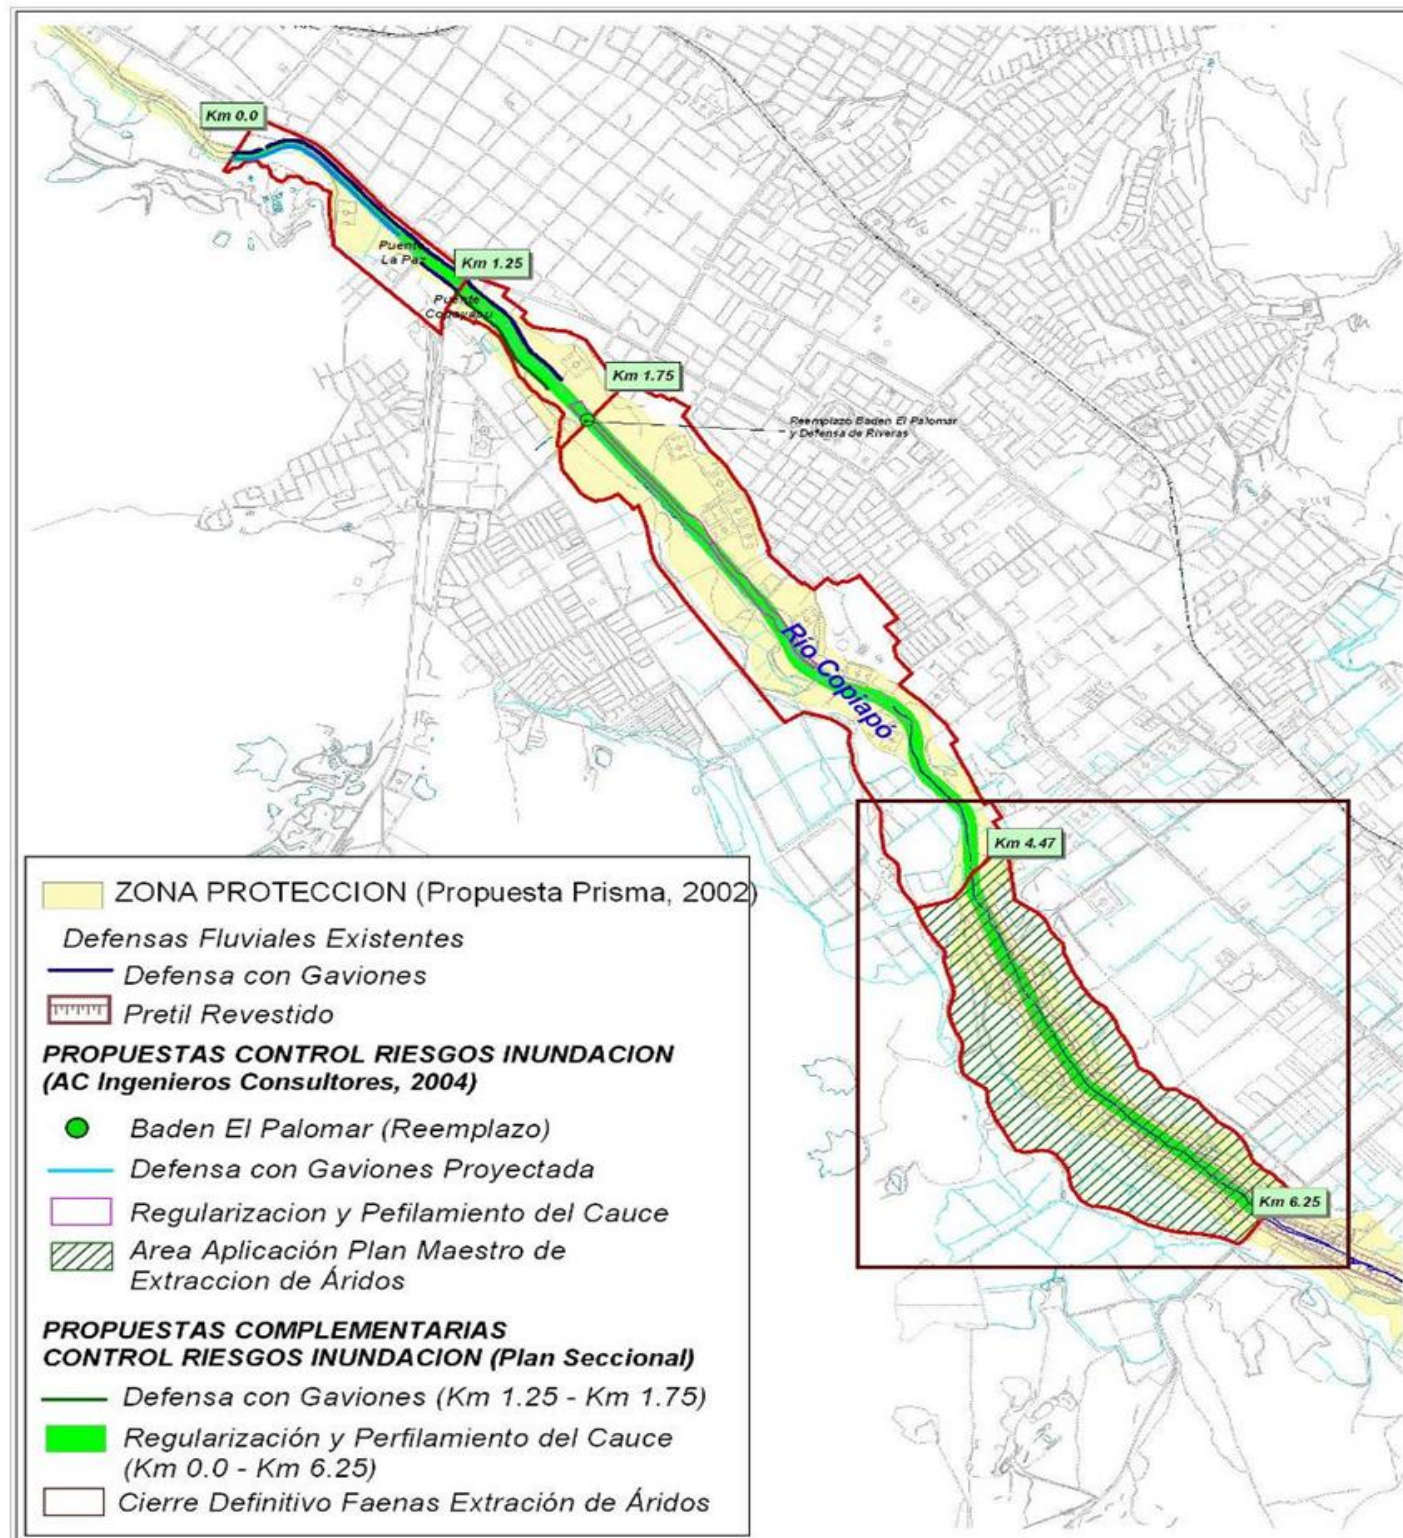 Km 0.0
Puente
La Paz
Km 1.25
Puente
Copayapu
Km 1.75
Reemplazo Baden El Palomar
y Defensa de Riveras
Río Copiapó
Km 4.47
Km 6.25
ZONA PROTECCION (Propuesta Prisma, 2002)
Defensas Fluviales Existentes
Defensa con Gaviones
Pretil Revestido
PROPUESTAS CONTROL RIESGOS INUNDACION
(AC Ingenieros Consultores, 2004)
Baden El Palomar (Reemplazo)
Defensa con Gaviones Proyectada
Regularizacion y Pefilamiento del Cauce
Area Aplicación Plan Maestro de
Extraccion de Áridos
PROPUESTAS COMPLEMENTARIAS
CONTROL RIESGOS INUNDACION (Plan Seccional)
Defensa con Gaviones (Km 1.25 - Km 1.75)
Regularización y Perfilamiento del Cauce
(Km 0.0 - Km 6.25)
Cierre Definitivo Faenas Extración de Áridos